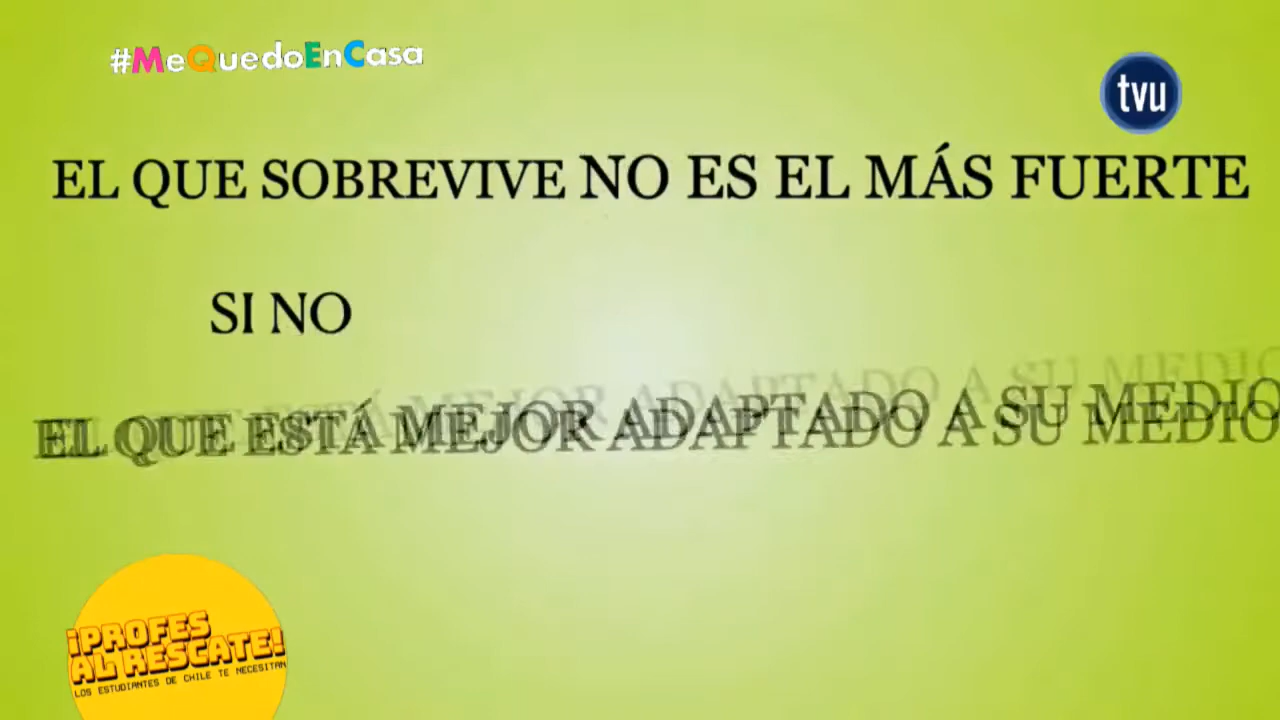 #MeQuedoEnCasa
tvu
EL QUE SOBREVIVE NO ES EL MÁS FUERTE
SI NO
EL QUE ESTÁ MEJOR ADAPTADO A SU MEDIO
¡PROFES
AL RESCATE!
LOS ESTUDIANTES DE CHILE TE NECESITAN